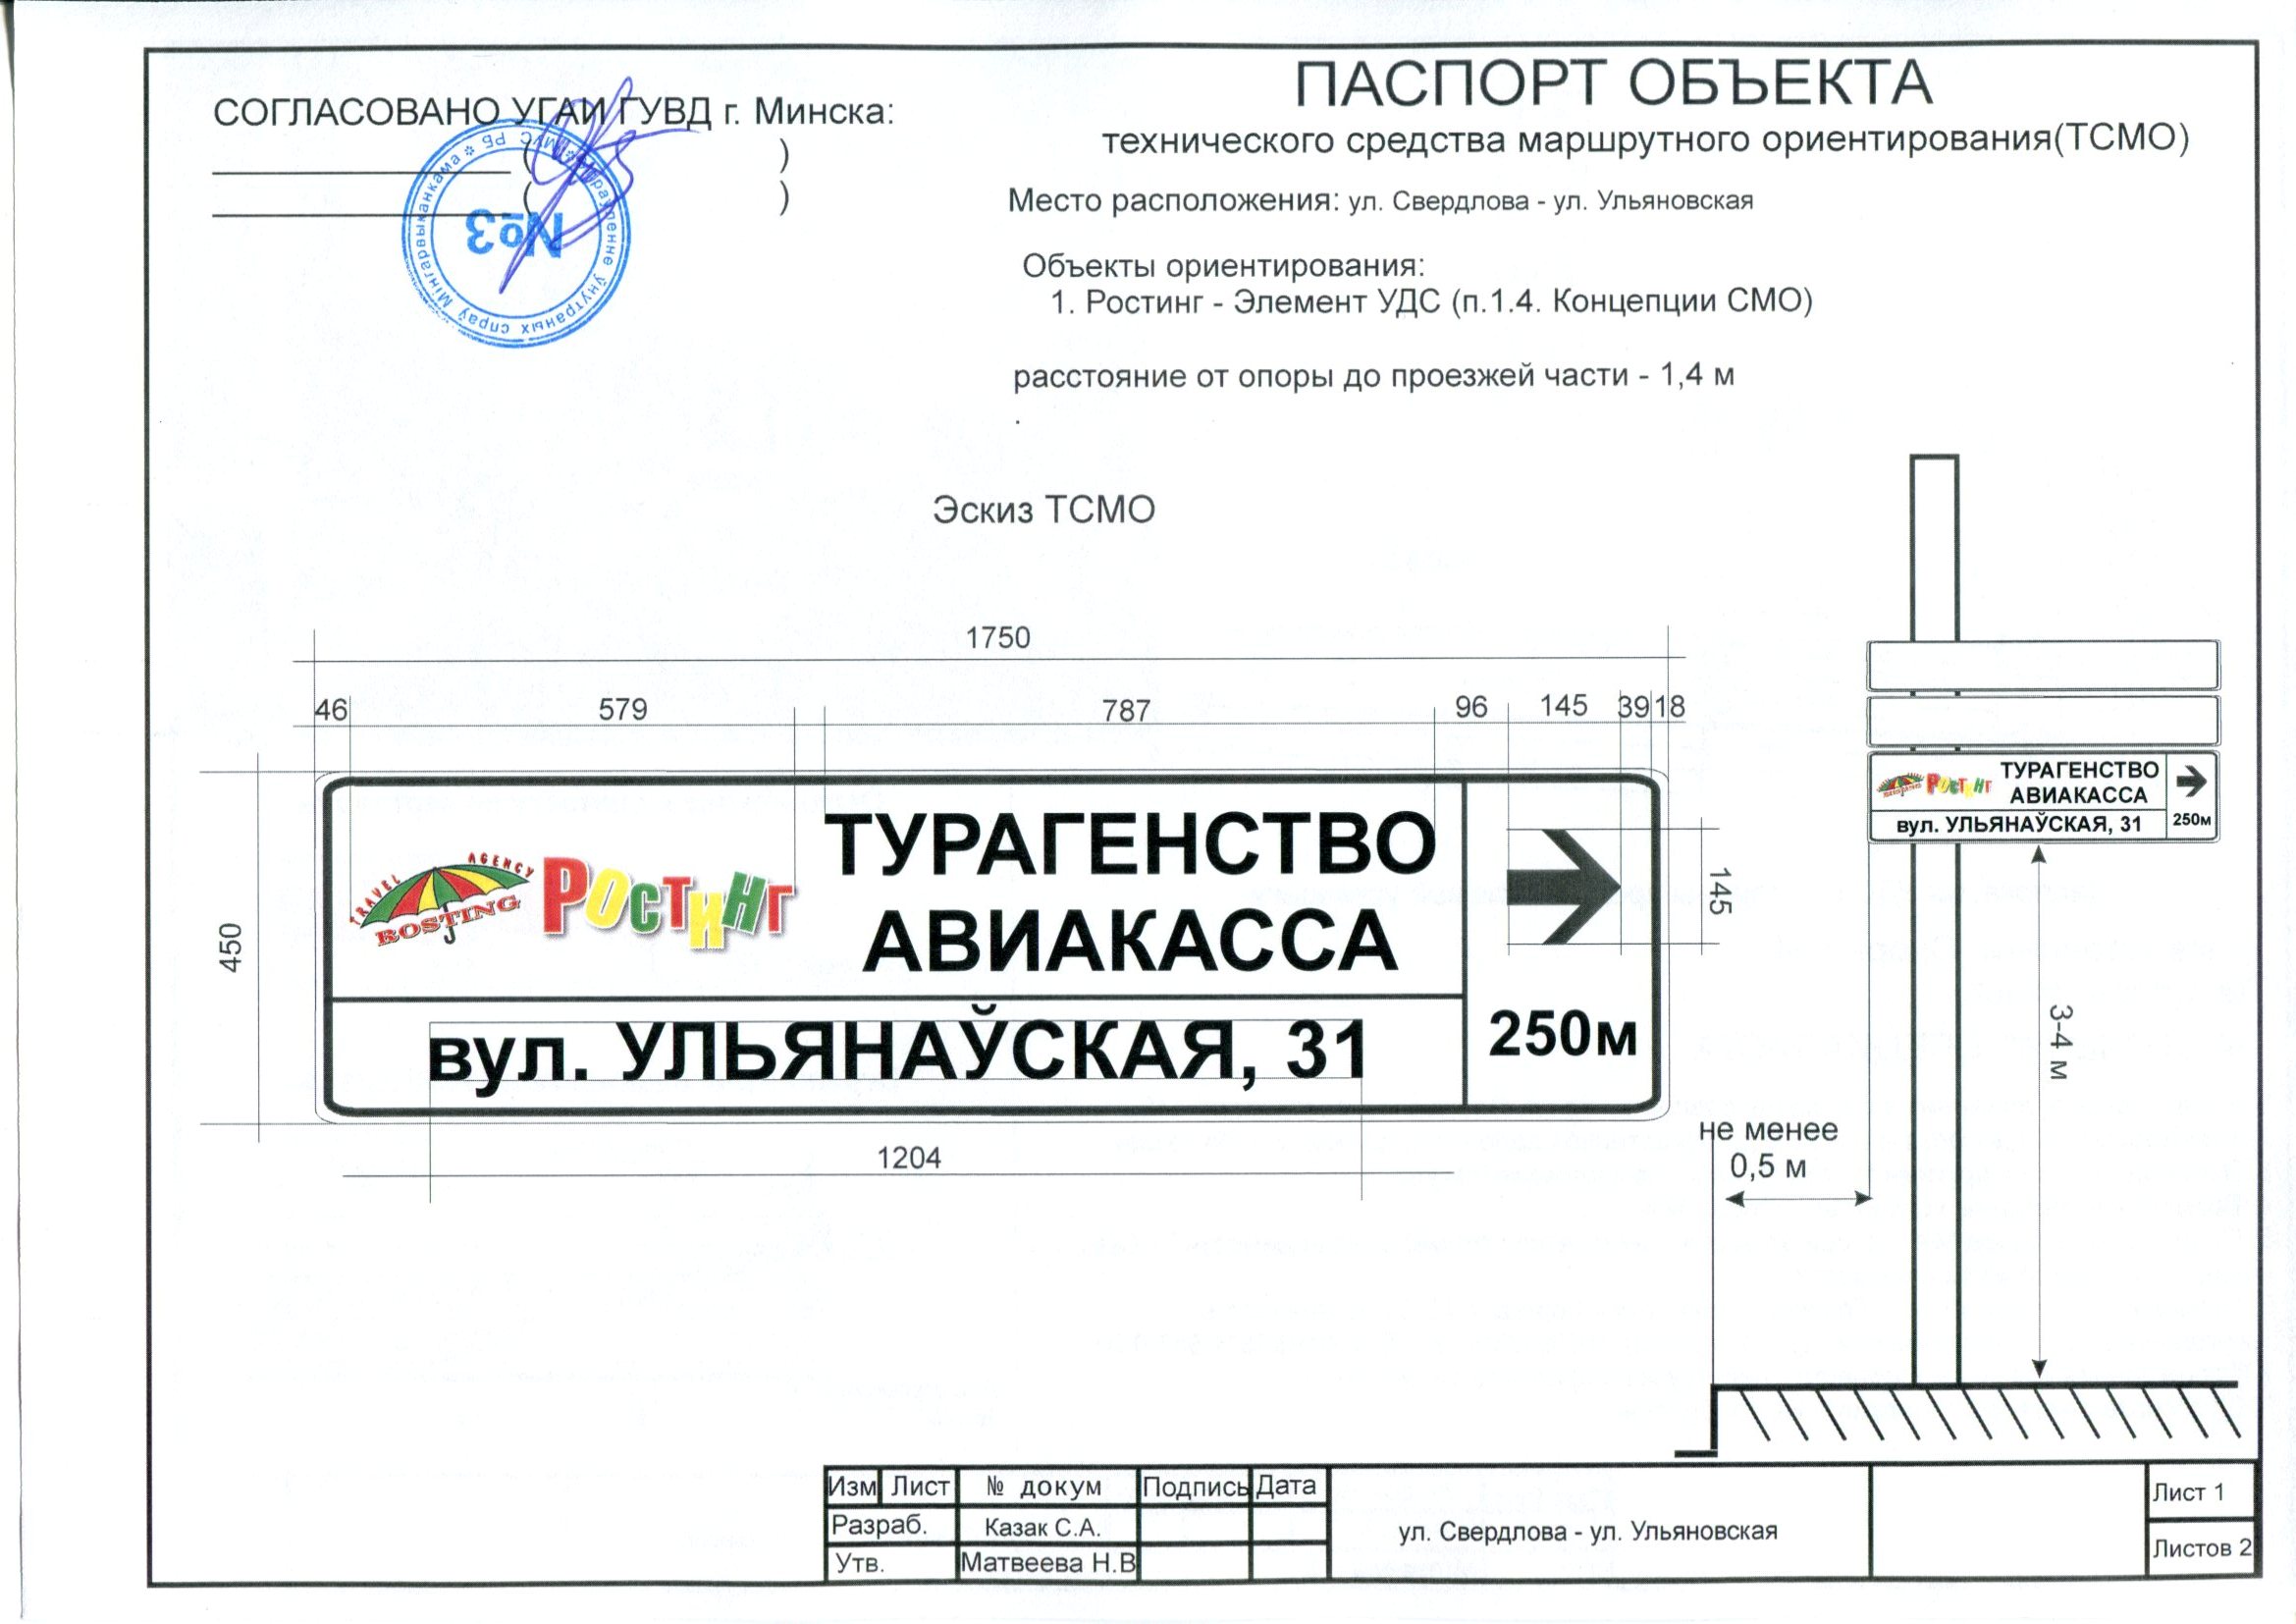 СОГЛАСОВАНО УГАИ ГУВД г. Минска:
( )
( )
Мінгарвыканкама * МУС РБ * упраўленне ўнутраных спраў
№3
ПАСПОРТ ОБЪЕКТА
технического средства маршрутного ориентирования(ТСМО)
Место расположения: ул. Свердлова - ул. Ульяновская
Объекты ориентирования:
1. Ростинг - Элемент УДС (п.1.4. Концепции СМО)
расстояние от опоры до проезжей части - 1,4 м
.
Эскиз ТСМО
1750
46 579 787 96 145 39 18
450
TRAVEL AGENCY
ROSTING
РОСТИНГ
ТУРАГЕНСТВО
АВИАКАССА
вул. УЛЬЯНАЎСКАЯ, 31
250м
145
1204
ROSTING
РОСТИНГ
ТУРАГЕНСТВО
АВИАКАССА
вул. УЛЬЯНАЎСКАЯ, 31
250м
3-4 м
не менее
0,5 м
Изм Лист № докум Подпись Дата
Разраб. Казак С.А.
Утв. Матвеева Н.В
ул. Свердлова - ул. Ульяновская
Лист 1
Листов 2